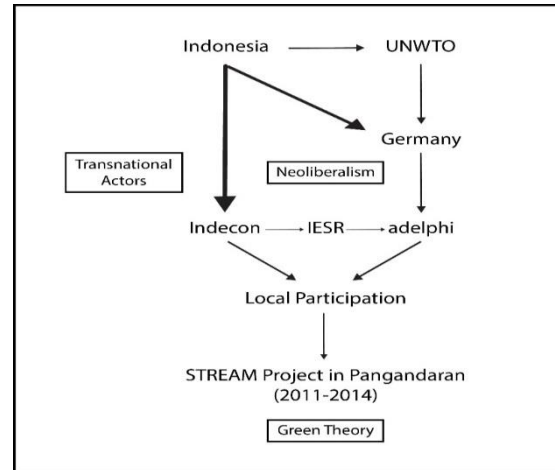 Indonesia
UNWTO
Germany
Transnational
Actors
Neoliberalism
Indecon
IESR
adelphi
Local Participation
STREAM Project in Pangandaran
(2011-2014)
Green Theory